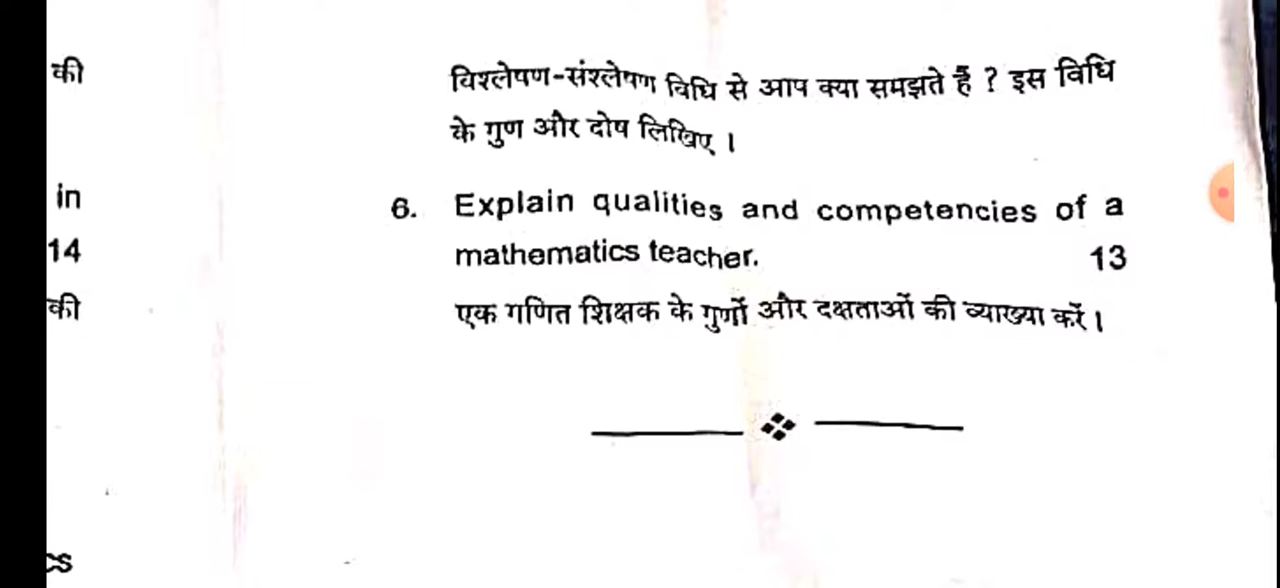 की
in
14
की
cs
विश्लेषण-संश्लेषण विधि से आप क्या समझते हैं ? इस विधि
के गुण और दोष लिखिए ।
6. Explain qualities and competencies of a
mathematics teacher. 13
एक गणित शिक्षक के गुणों और दक्षताओं की व्याख्या करें ।